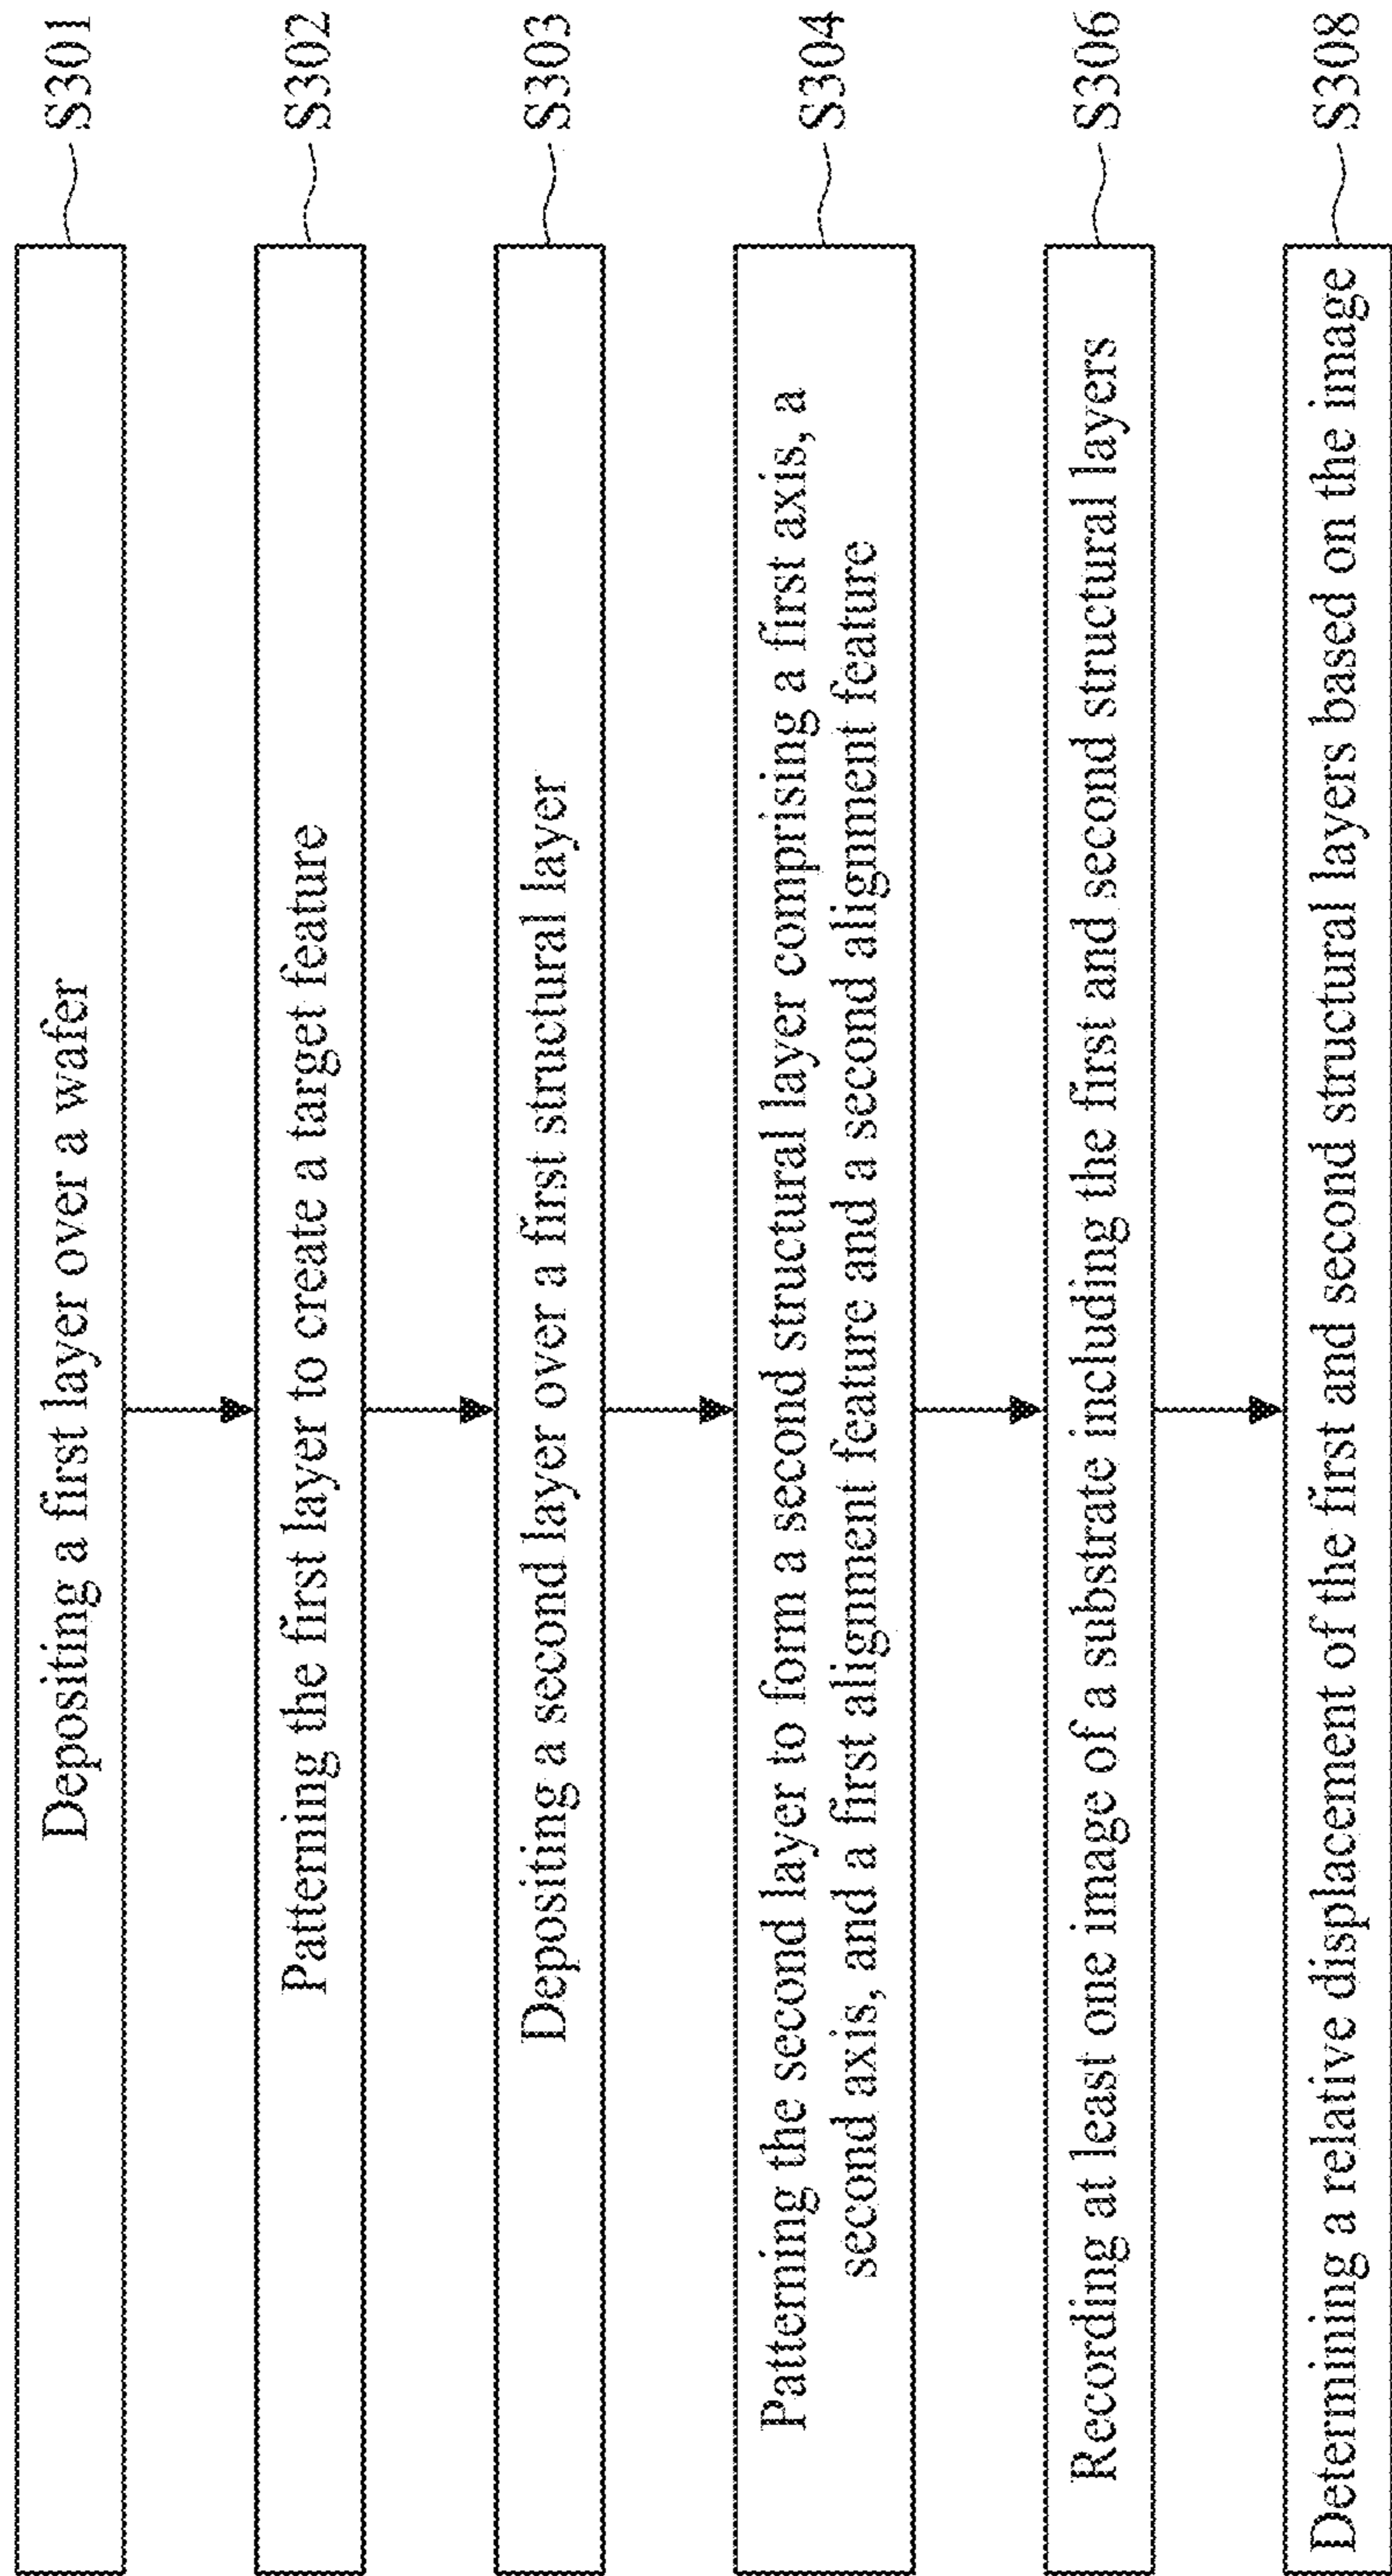 Depositing a first layer over a wafer
S301
Patterning the first layer to create a target feature
S302
Depositing a second layer over a first structural layer
S303
Patterning the second layer to form a second structural layer comprising a first axis, a
second axis, and a first alignment feature and a second alignment feature
S304
Recording at least one image of a substrate including the first and second structural layers
S306
Determining a relative displacement of the first and second structural layers based on the image
S308